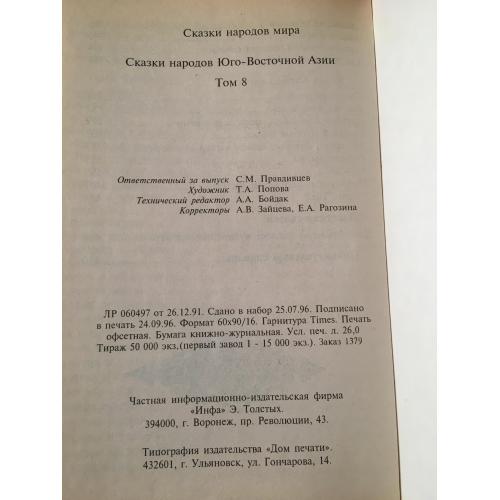 Сказки народов мира
Сказки народов Юго-Восточной Азии
Том 8
Ответственный за выпуск С.М. Правдивцев
Художник Т.А. Попова
Технический редактор А.А. Бойдак
Корректоры А.В. Зайцева, Е.А. Рагозина
ЛР 060497 от 26.12.91. Сдано в набор 25.07.96. Подписано
в печать 24.09.96. Формат 60х90/16. Гарнитура Times. Печать
офсетная. Бумага книжно-журнальная. Усл. печ. л. 26,0
Тираж 50 000 экз.(первый завод 1 - 15 000 экз.). Заказ 1379
Частная информационно-издательская фирма
«Инфа» Э. Толстых.
394000, г. Воронеж, пр. Революции, 43.
Типография издательства «Дом печати».
432601, г. Ульяновск, ул. Гончарова, 14.